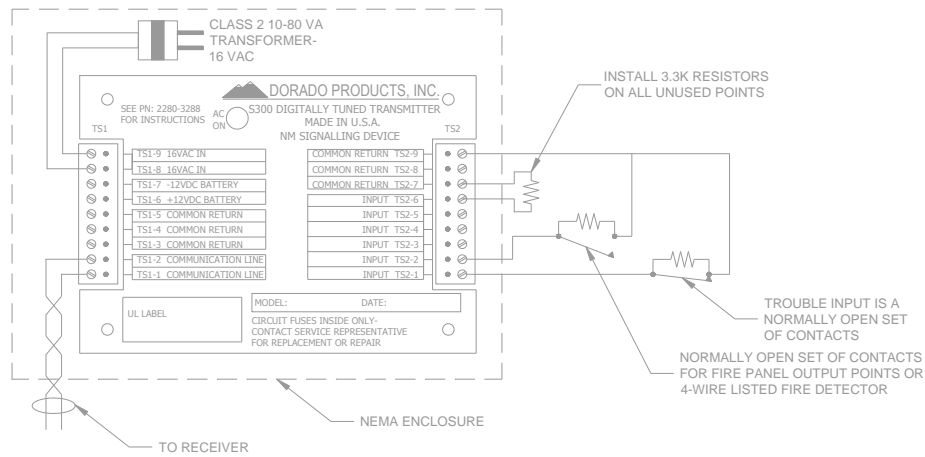 CLASS 2 10-80 VA
TRANSFORMER-
16 VAC
DORADO PRODUCTS, INC.
SEE PN: 2280-3288
FOR INSTRUCTIONS
AC
ON
S300 DIGITALLY TUNED TRANSMITTER
MADE IN U.S.A.
NM SIGNALLING DEVICE
TS1
TS2
TS1-9 16VAC IN
TS1-8 16VAC IN
TS1-7 -12VDC BATTERY
TS1-6 +12VDC BATTERY
TS1-5 COMMON RETURN
TS1-4 COMMON RETURN
TS1-3 COMMON RETURN
TS1-2 COMMUNICATION LINE
TS1-1 COMMUNICATION LINE
COMMON RETURN TS2-9
COMMON RETURN TS2-8
COMMON RETURN TS2-7
INPUT TS2-6
INPUT TS2-5
INPUT TS2-4
INPUT TS2-3
INPUT TS2-2
INPUT TS2-1
UL LABEL
MODEL: DATE:
CIRCUIT FUSES INSIDE ONLY-
CONTACT SERVICE REPRESENTATIVE
FOR REPLACEMENT OR REPAIR
INSTALL 3.3K RESISTORS
ON ALL UNUSED POINTS
TROUBLE INPUT IS A
NORMALLY OPEN SET
OF CONTACTS
NORMALLY OPEN SET OF CONTACTS
FOR FIRE PANEL OUTPUT POINTS OR
4-WIRE LISTED FIRE DETECTOR
NEMA ENCLOSURE
TO RECEIVER